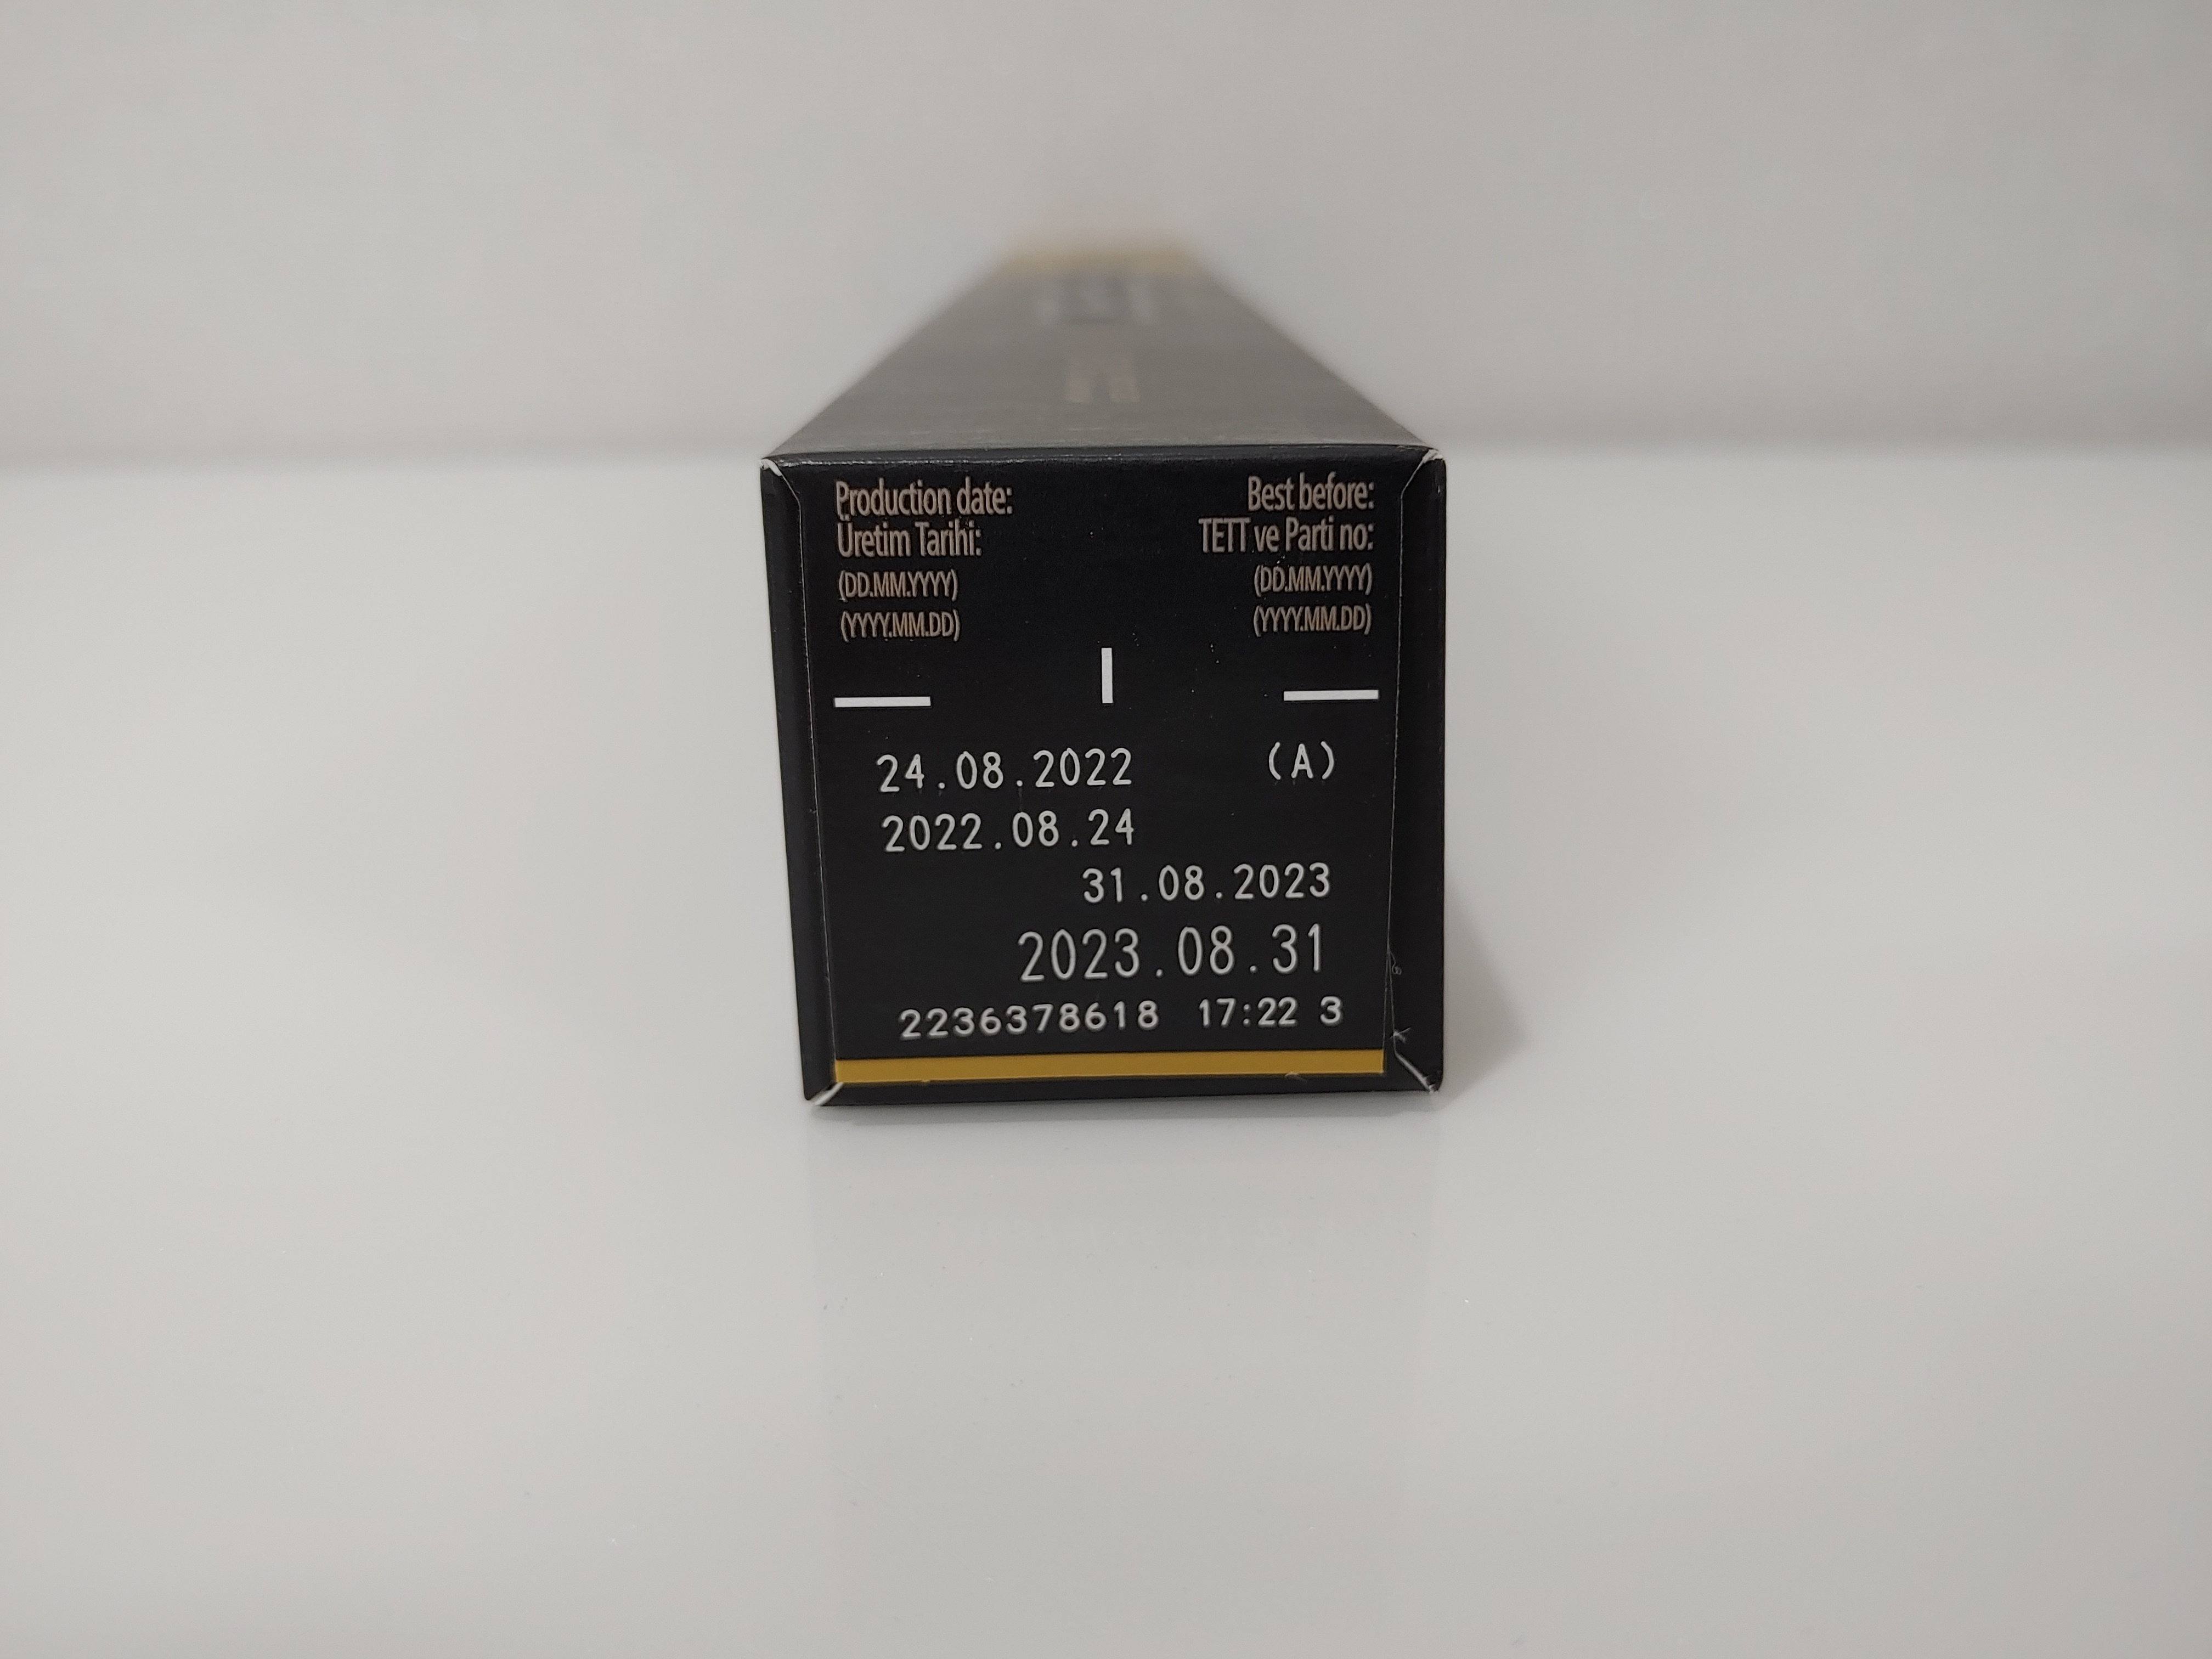 Production date:
Üretim Tarihi:
(DD.MM.YYYY)
(YYYY.MM.DD)
Best before:
TETT ve Parti no:
(DD.MM.YYYY)
(YYYY.MM.DD)
24.08.2022 (A)
2022.08.24
31.08.2023
2023.08.31
2236378618 17:22 3